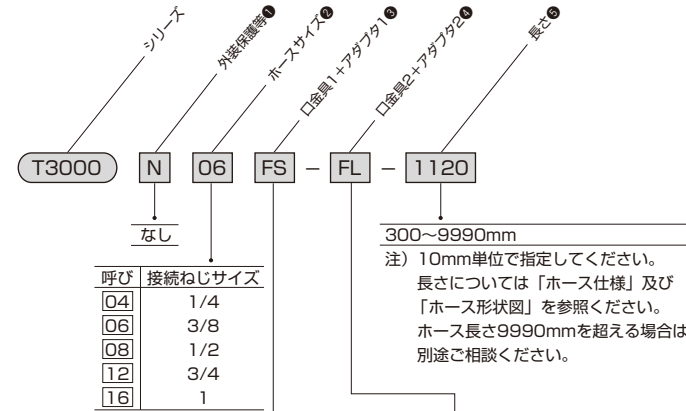 シリーズ
外装保護等❶
ホースサイズ❷
口金具1+アダプタ1❸
口金具2+アダプタ2❹
長さ❺
T3000 N 06 FS − FL − 1120
なし
300〜9990mm
注）10mm単位で指定してください。
長さについては「ホース仕様」及び
「ホース形状図」を参照ください。
ホース長さ9990mmを超える場合は
別途ご相談ください。
呼び 接続ねじサイズ
04 1/4
06 3/8
08 1/2
12 3/4
16 1